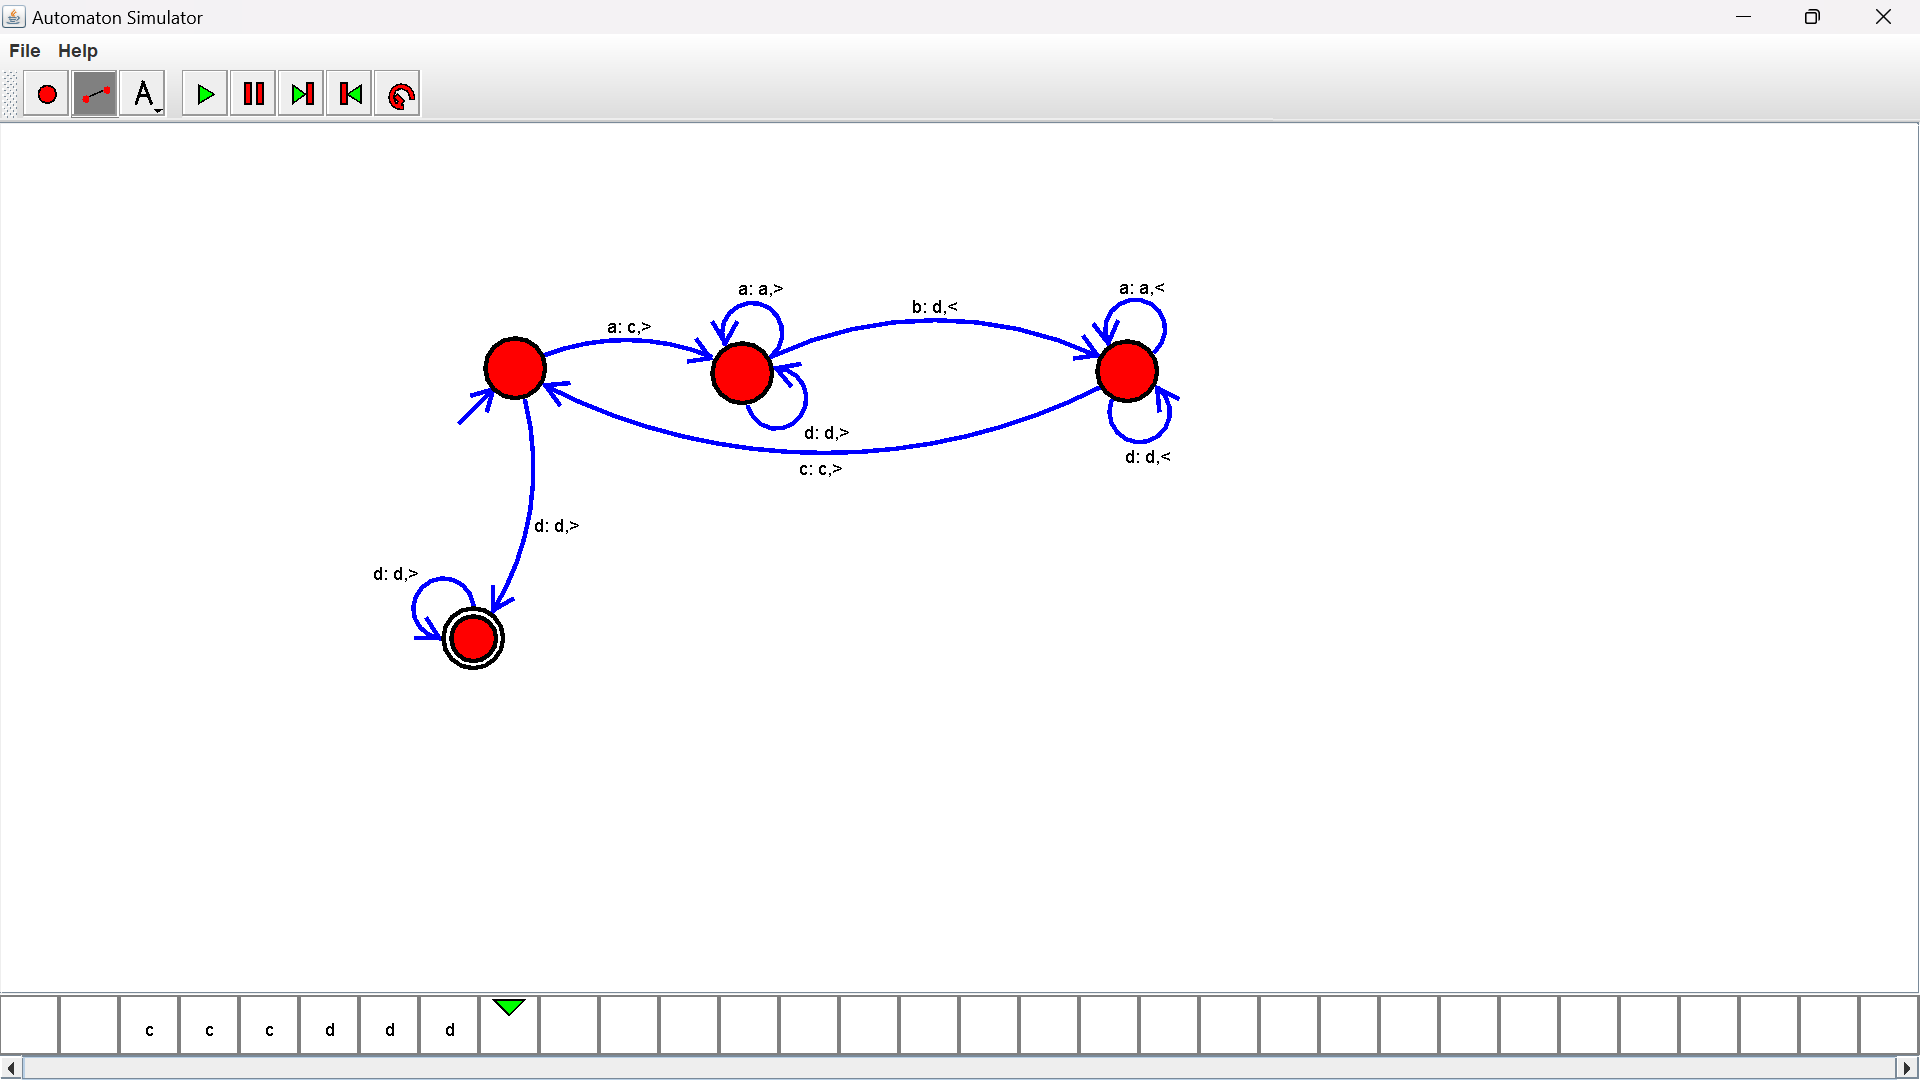 Automaton Simulator
File Help
A
a: a,>
a: a,<
b: d,<
a: c,>
d: d,>
d: d,<
c: c,>
d: d,>
d: d,>
c c c d d d